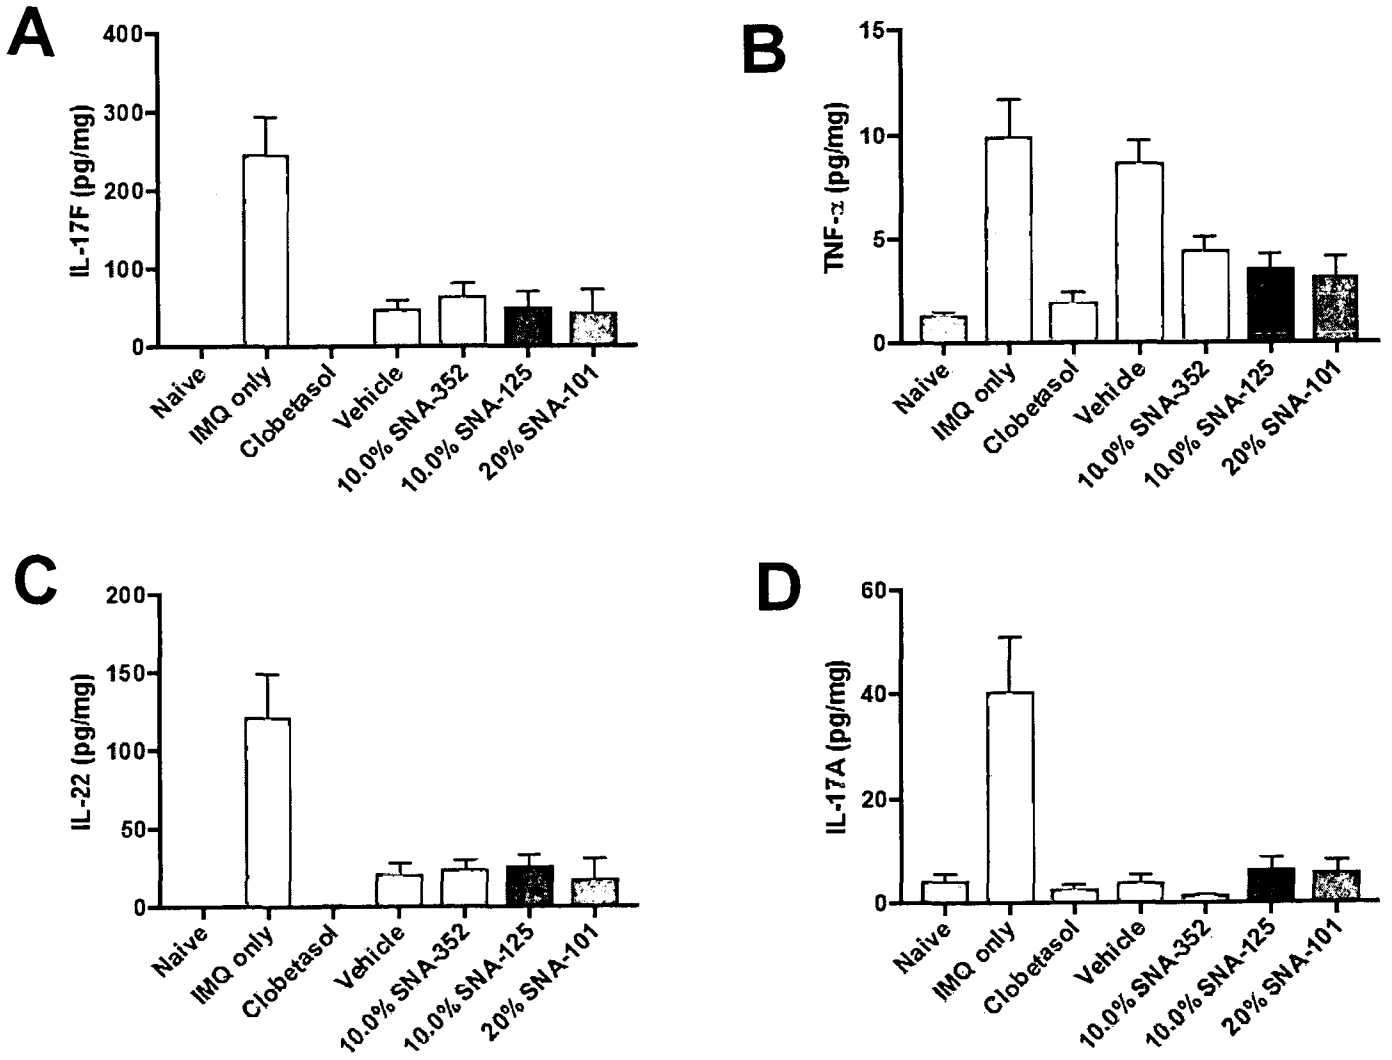 A
400
300
200
100
0
IL-17F (pg/mg)
Naive
IMQ only
Clobetasol
Vehicle
10.0% SNA-352
10.0% SNA-125
20% SNA-101
B
15
10
5
0
TNF-α (pg/mg)
Naive
IMQ only
Clobetasol
Vehicle
10.0% SNA-352
10.0% SNA-125
20% SNA-101
C
200
150
100
50
0
IL-22 (pg/mg)
Naive
IMQ only
Clobetasol
Vehicle
10.0% SNA-352
10.0% SNA-125
20% SNA-101
D
60
40
20
0
IL-17A (pg/mg)
Naive
IMQ only
Clobetasol
Vehicle
10.0% SNA-352
10.0% SNA-125
20% SNA-101